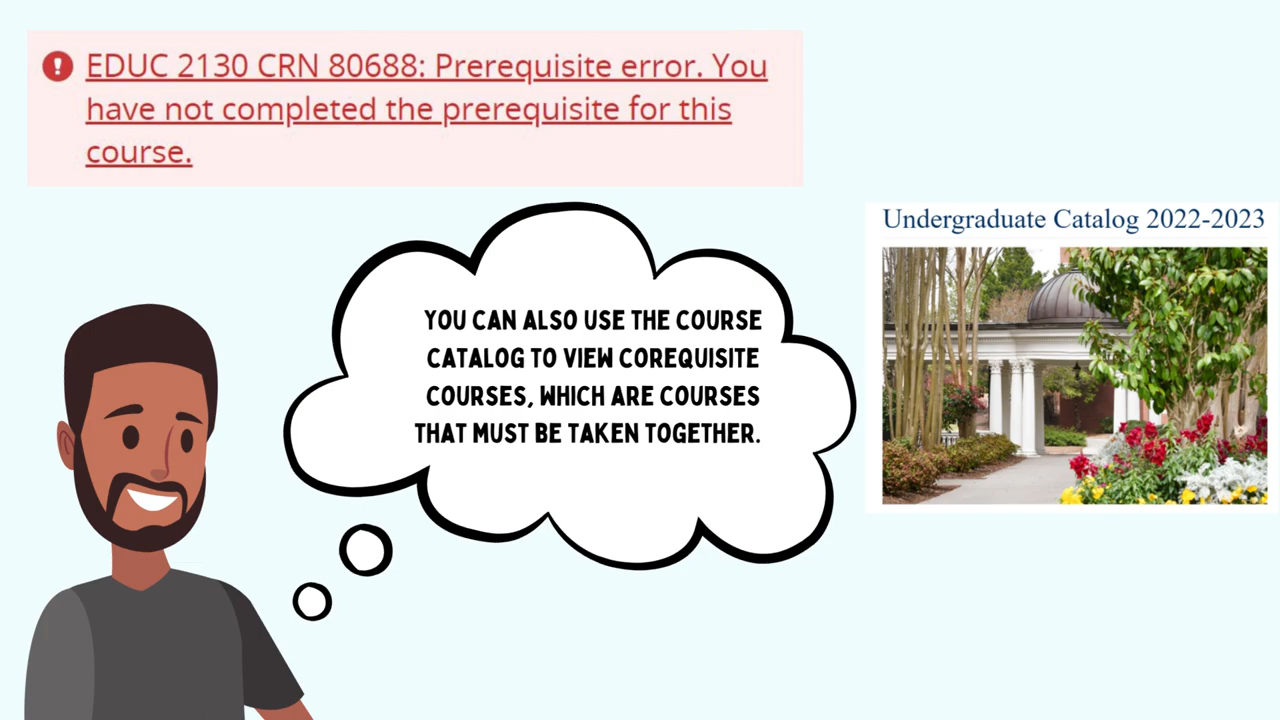 EDUC 2130 CRN 80688: Prerequisite error. You
have not completed the prerequisite for this
course.
YOU CAN ALSO USE THE COURSE
CATALOG TO VIEW COREQUISITE
COURSES, WHICH ARE COURSES
THAT MUST BE TAKEN TOGETHER.
Undergraduate Catalog 2022-2023